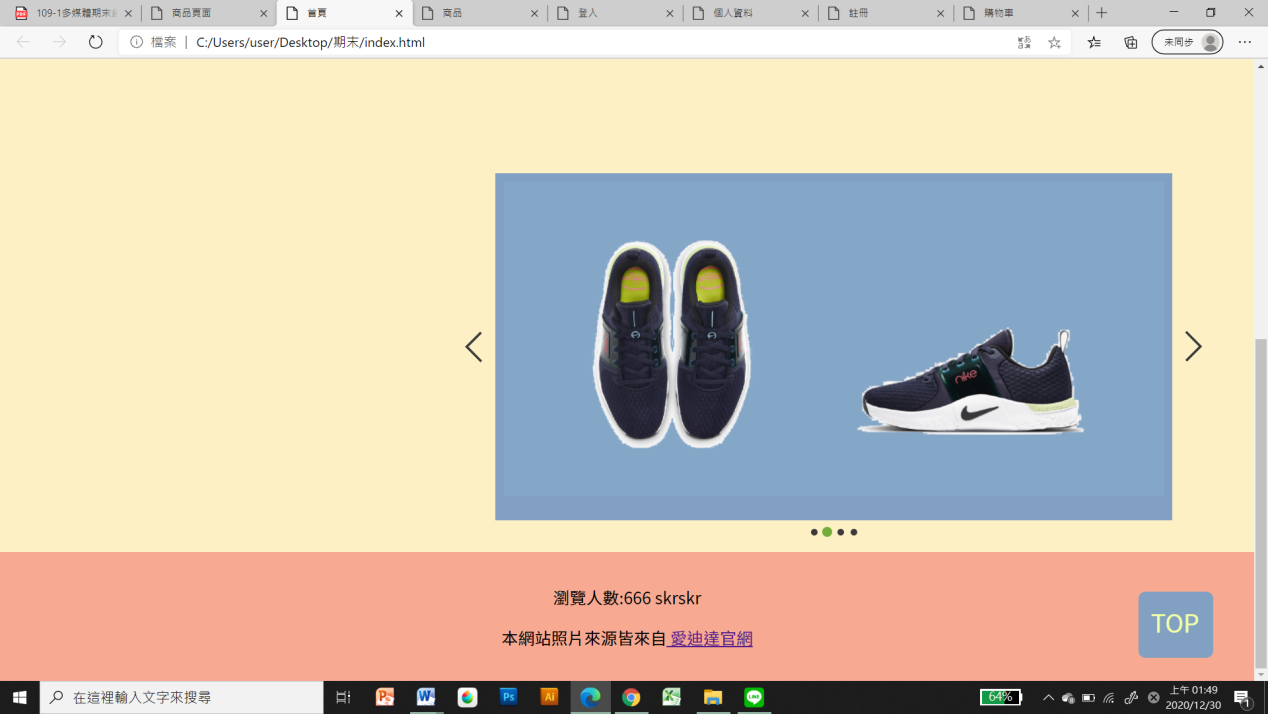 109-1多媒體期末
商品頁面
首頁
商品
登入
個人資料
註冊
購物車
檔案
C:/Users/user/Desktop/期末/index.html
未同步
nike
瀏覽人數:666 skrskr
本網站照片來源皆來自 愛迪達官網
TOP
在這裡輸入文字來搜尋
64%
上午 01:49
2020/12/30
1